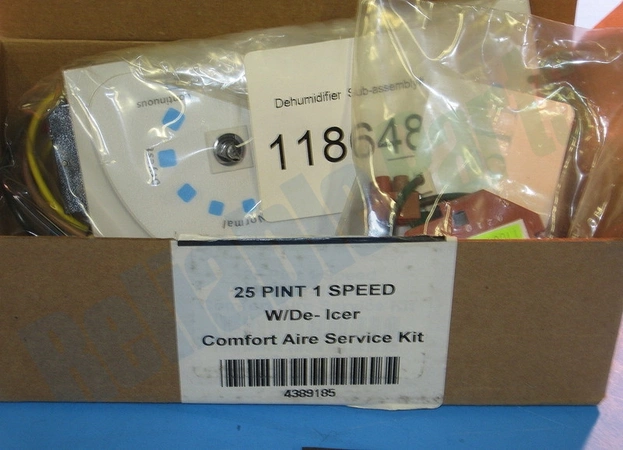 Dehumidifier Sub-assembly
118648
Continuous
Normal
25 PINT 1 SPEED
W/De- Icer
Comfort Aire Service Kit
4389185